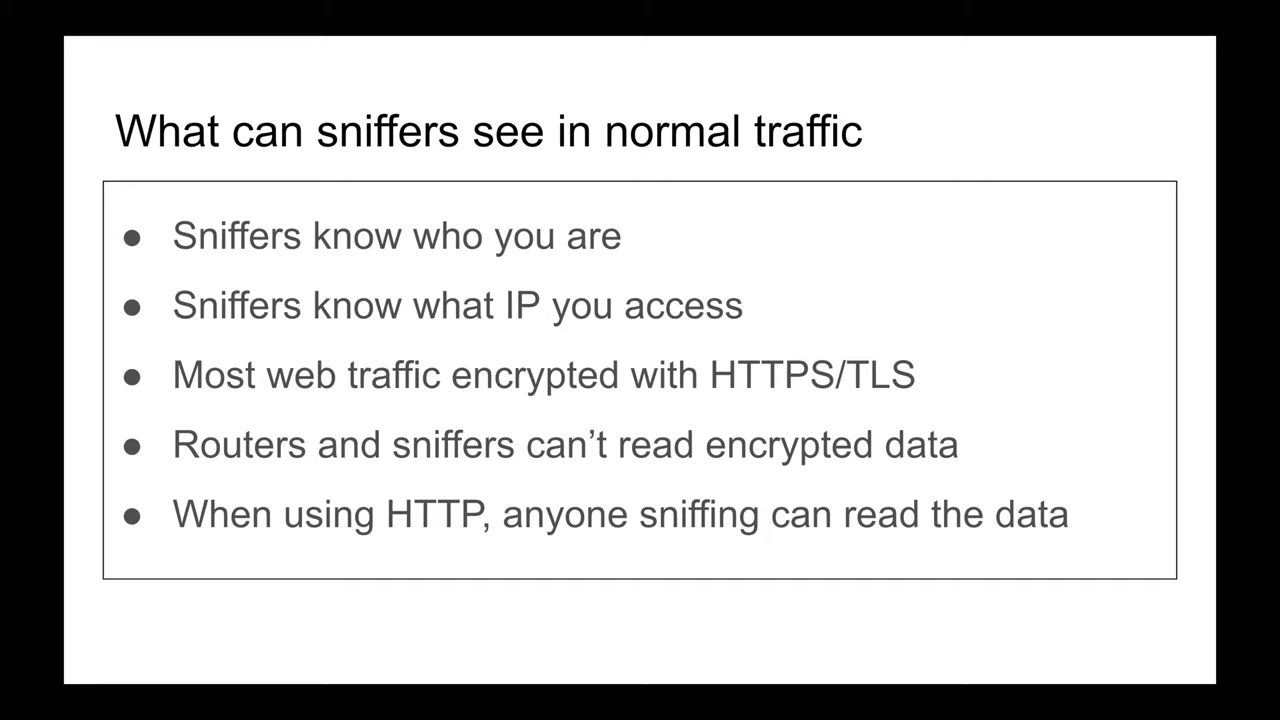 What can sniffers see in normal traffic
● Sniffers know who you are
● Sniffers know what IP you access
● Most web traffic encrypted with HTTPS/TLS
● Routers and sniffers can’t read encrypted data
● When using HTTP, anyone sniffing can read the data